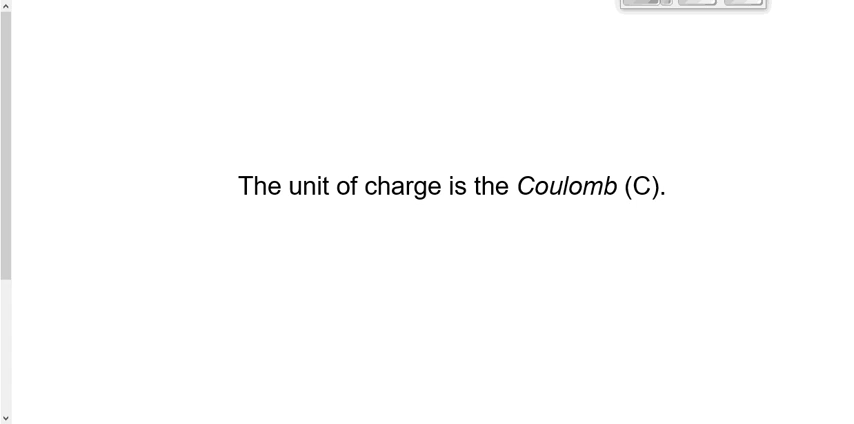 The unit of charge is the Coulomb (C).